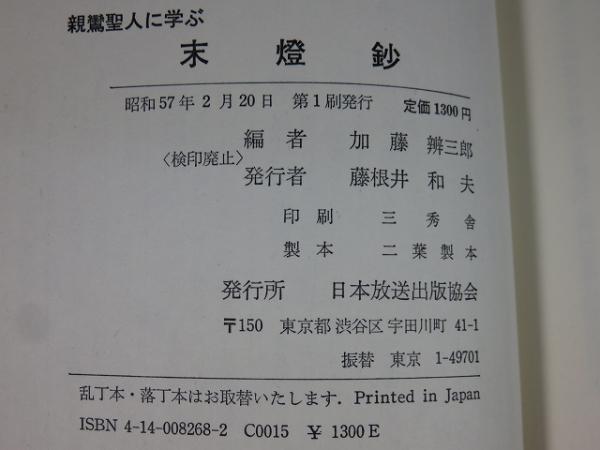 親鸞聖人に学ぶ
末燈鈔
昭和57年2月20日 第1刷発行 定価1300円
編者 加藤辨三郎
〈検印廃止〉
発行者 藤根井和夫
印刷 三秀舎
製本 二葉製本
発行所 日本放送出版協会
〒150 東京都渋谷区宇田川町 41-1
振替 東京 1-49701
乱丁本・落丁本はお取替いたします. Printed in Japan
ISBN 4-14-008268-2 C0015 ¥ 1300 E